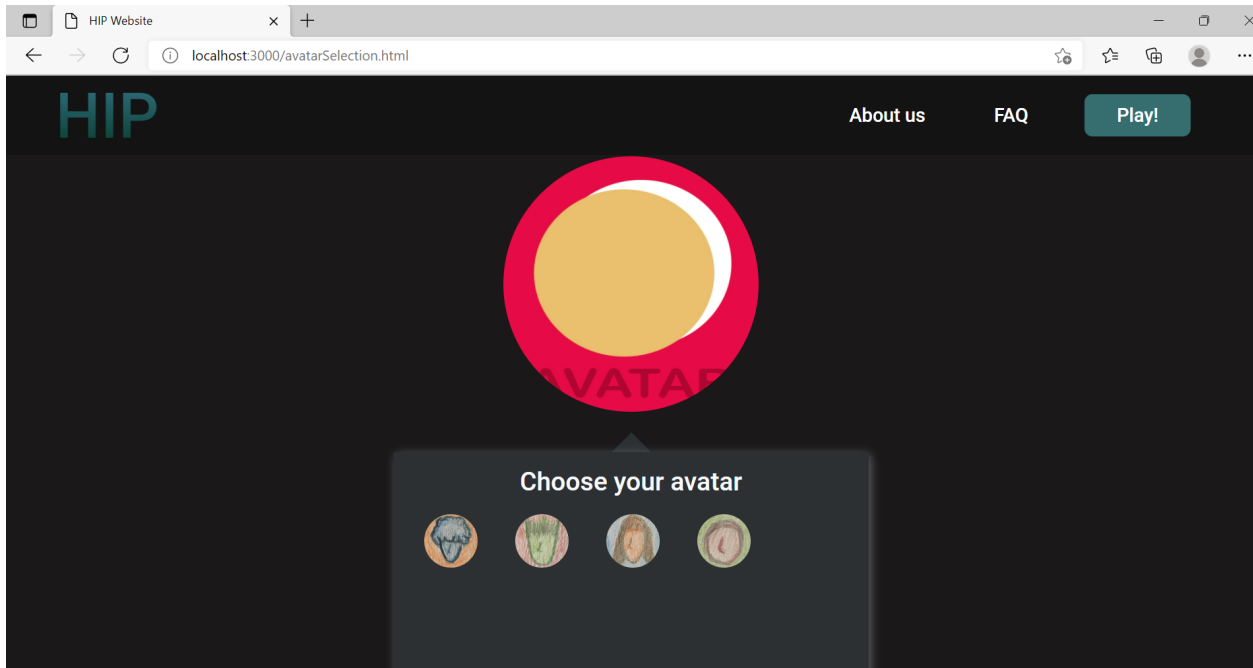 HIP Website
localhost:3000/avatarSelection.html
HIP
About us
FAQ
Play!
AVATAR
Choose your avatar